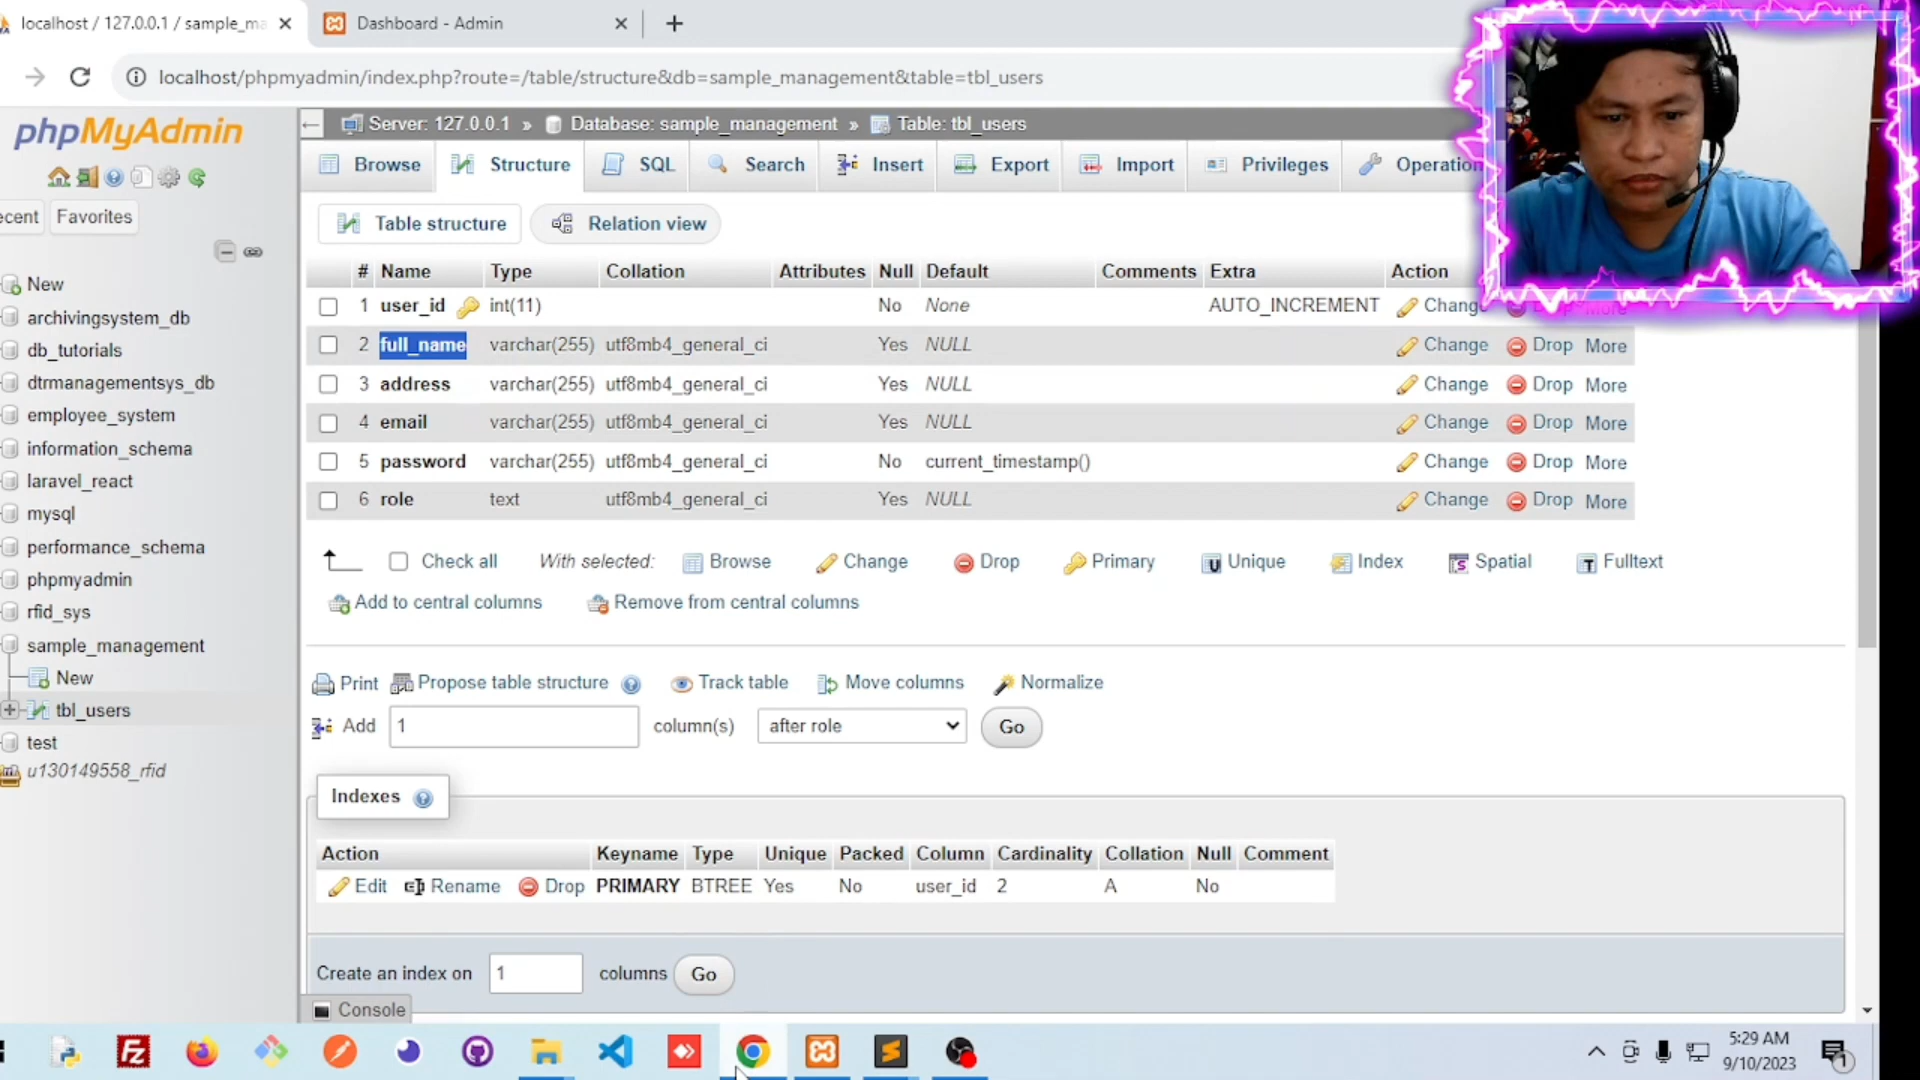 localhost / 127.0.0.1 / sample_ma
Dashboard - Admin
localhost/phpmyadmin/index.php?route=/table/structure&db=sample_management&table=tbl_users
phpMyAdmin
Server: 127.0.0.1 » Database: sample_management » Table: tbl_users
Browse Structure SQL Search Insert Export Import Privileges Operation
ecent Favorites
Table structure Relation view
New
archivingsystem_db
db_tutorials
dtrmanagementsys_db
employee_system
information_schema
laravel_react
mysql
performance_schema
phpmyadmin
rfid_sys
sample_management
New
tbl_users
test
u130149558_rfid
# Name Type Collation Attributes Null Default Comments Extra Action
1 user_id int(11) No None AUTO_INCREMENT Change Drop More
2 full_name varchar(255) utf8mb4_general_ci Yes NULL Change Drop More
3 address varchar(255) utf8mb4_general_ci Yes NULL Change Drop More
4 email varchar(255) utf8mb4_general_ci Yes NULL Change Drop More
5 password varchar(255) utf8mb4_general_ci No current_timestamp() Change Drop More
6 role text utf8mb4_general_ci Yes NULL Change Drop More
Check all With selected: Browse Change Drop Primary Unique Index Spatial Fulltext
Add to central columns Remove from central columns
Print Propose table structure Track table Move columns Normalize
Add 1 column(s) after role Go
Indexes
Action Keyname Type Unique Packed Column Cardinality Collation Null Comment
Edit Rename Drop PRIMARY BTREE Yes No user_id 2 A No
Create an index on 1 columns Go
Console
5:29 AM
9/10/2023
1